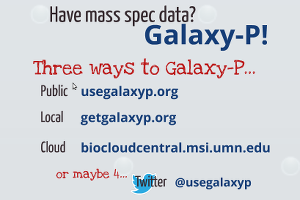 Have mass spec data?
Galaxy-P!
Three ways to Galaxy-P...
Public usegalaxyp.org
Local getgalaxyp.org
Cloud biocloudcentral.msi.umn.edu
or maybe 4... Twitter @usegalaxyp